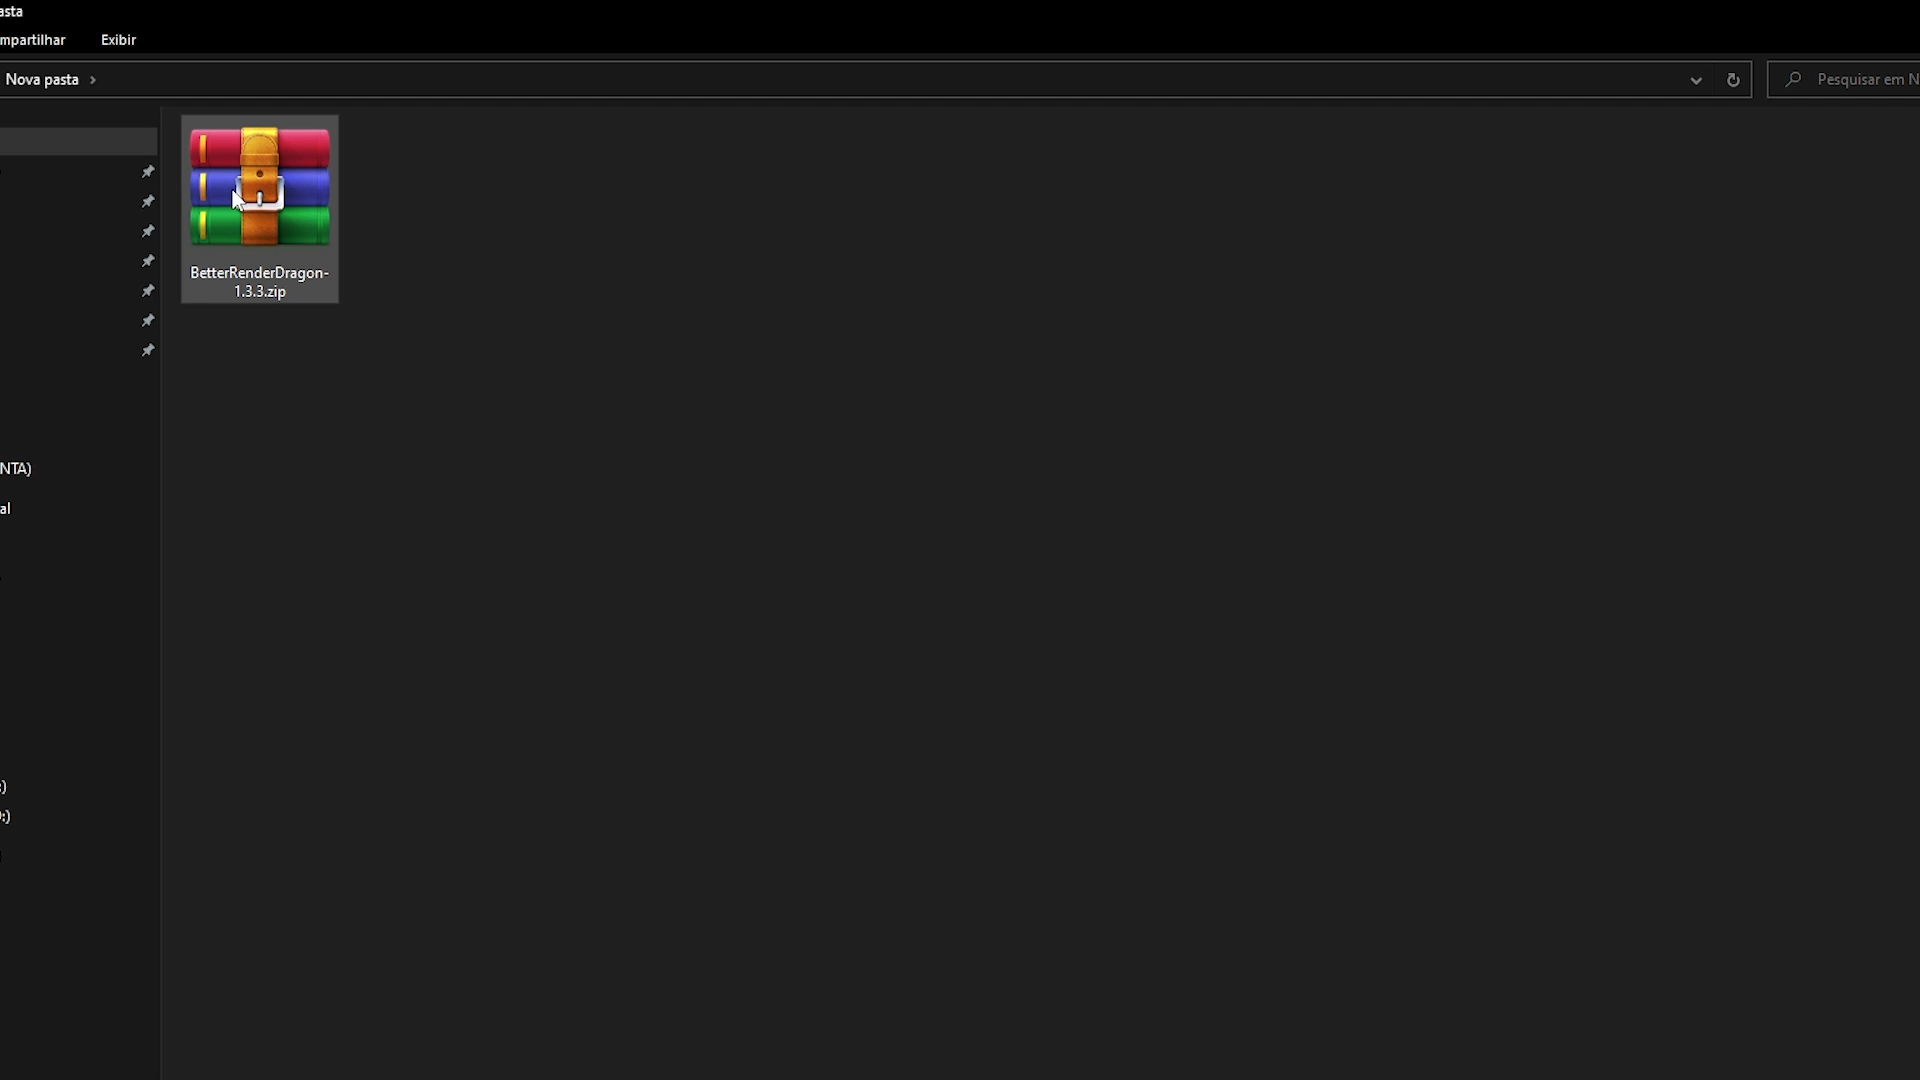 asta
mpartilhar Exibir
Nova pasta
Pesquisar em N
BetterRenderDragon-
1.3.3.zip
NTA)
al
:)
:)